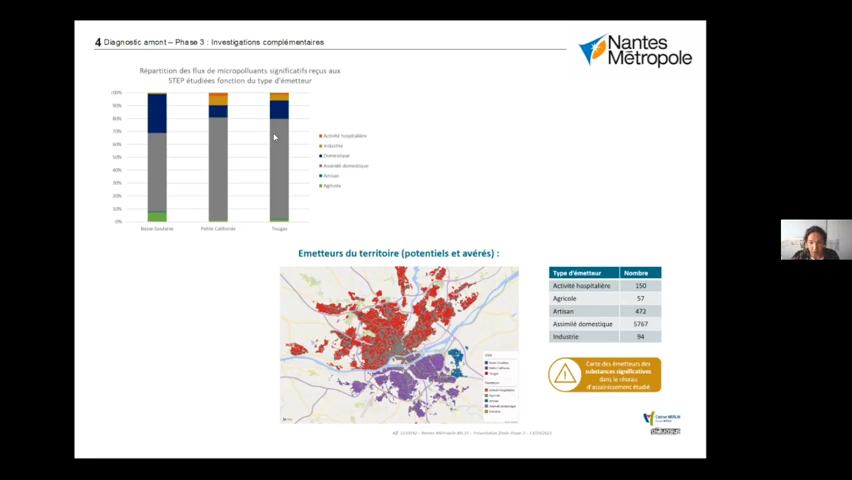 4 Diagnostic amont – Phase 3 : Investigations complémentaires
Nantes
Métropole
Répartition des flux de micropolluants significatifs reçus aux
STEP étudiées fonction du type d'émetteur
100%
90%
80%
70%
60%
50%
40%
30%
20%
10%
0%
Basse Goulaine
Petite Californie
Tougas
Activité hospitalière
Industrie
Domestique
Assimilé domestique
Artisan
Agricole
Emetteurs du territoire (potentiels et avérés) :
Type d'émetteur Nombre
Activité hospitalière 150
Agricole 57
Artisan 472
Assimilé domestique 5767
Industrie 94
Carte des émetteurs des
substances significatives
dans le réseau
d'assainissement étudié